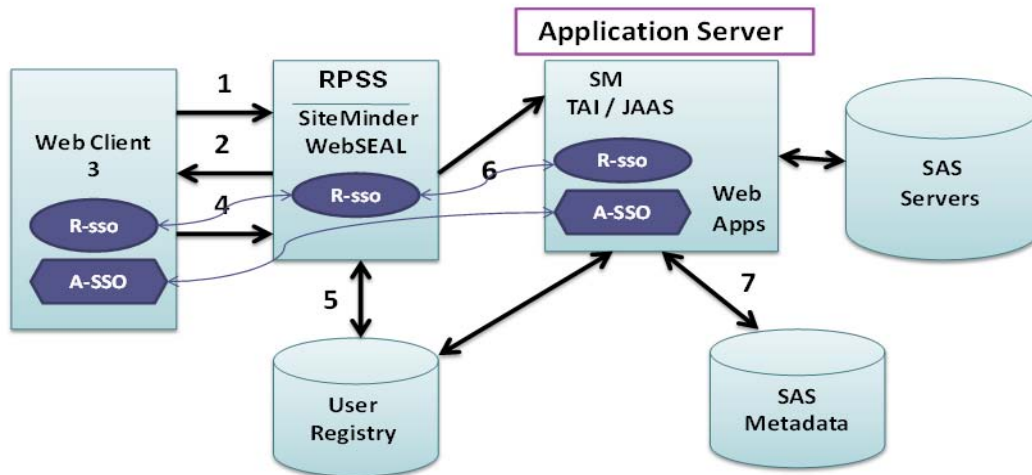 Application Server
1
2
Web Client
3
4
R-sso
A-SSO
RPSS
SiteMinder
WebSEAL
R-sso
5
6
SM
TAI / JAAS
R-sso
A-SSO
Web
Apps
7
SAS
Servers
User
Registry
SAS
Metadata